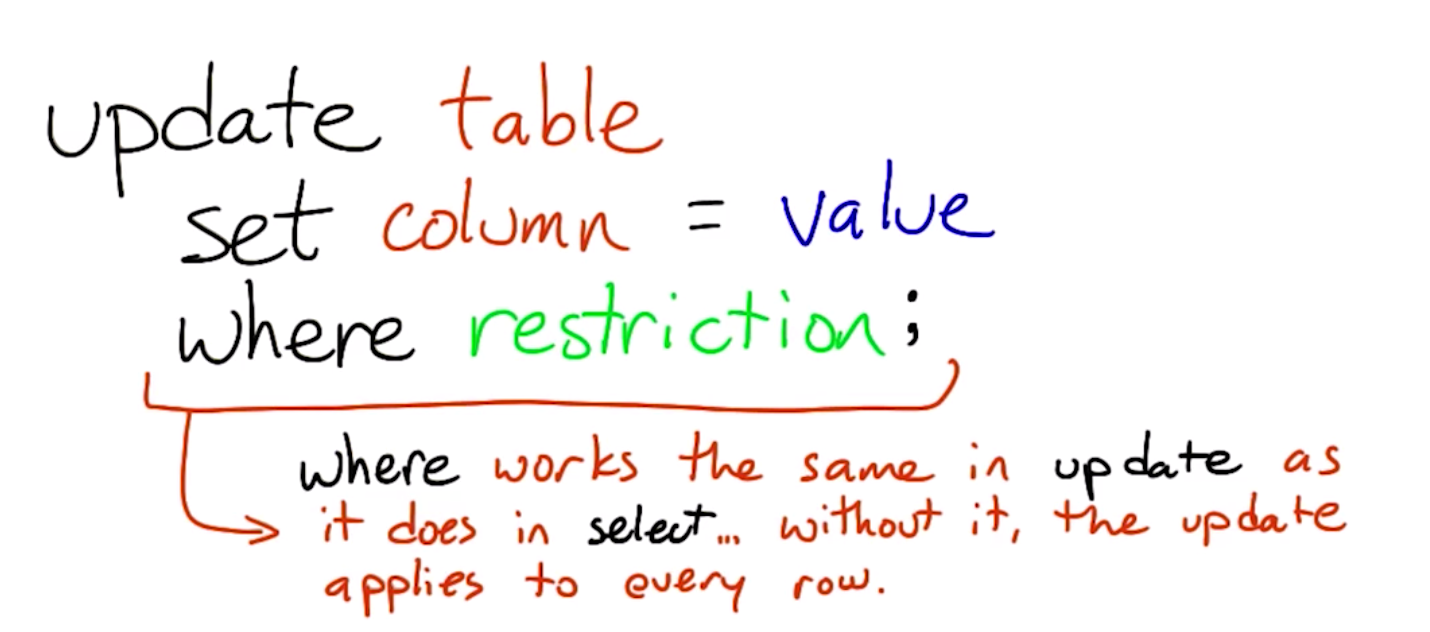 update table
set column = value
where restriction;
where works the same in update as
it does in select... without it, the update
applies to every row.